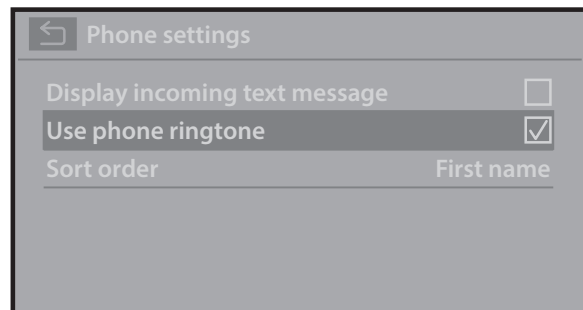 Phone settings
Display incoming text message
Use phone ringtone
Sort order First name